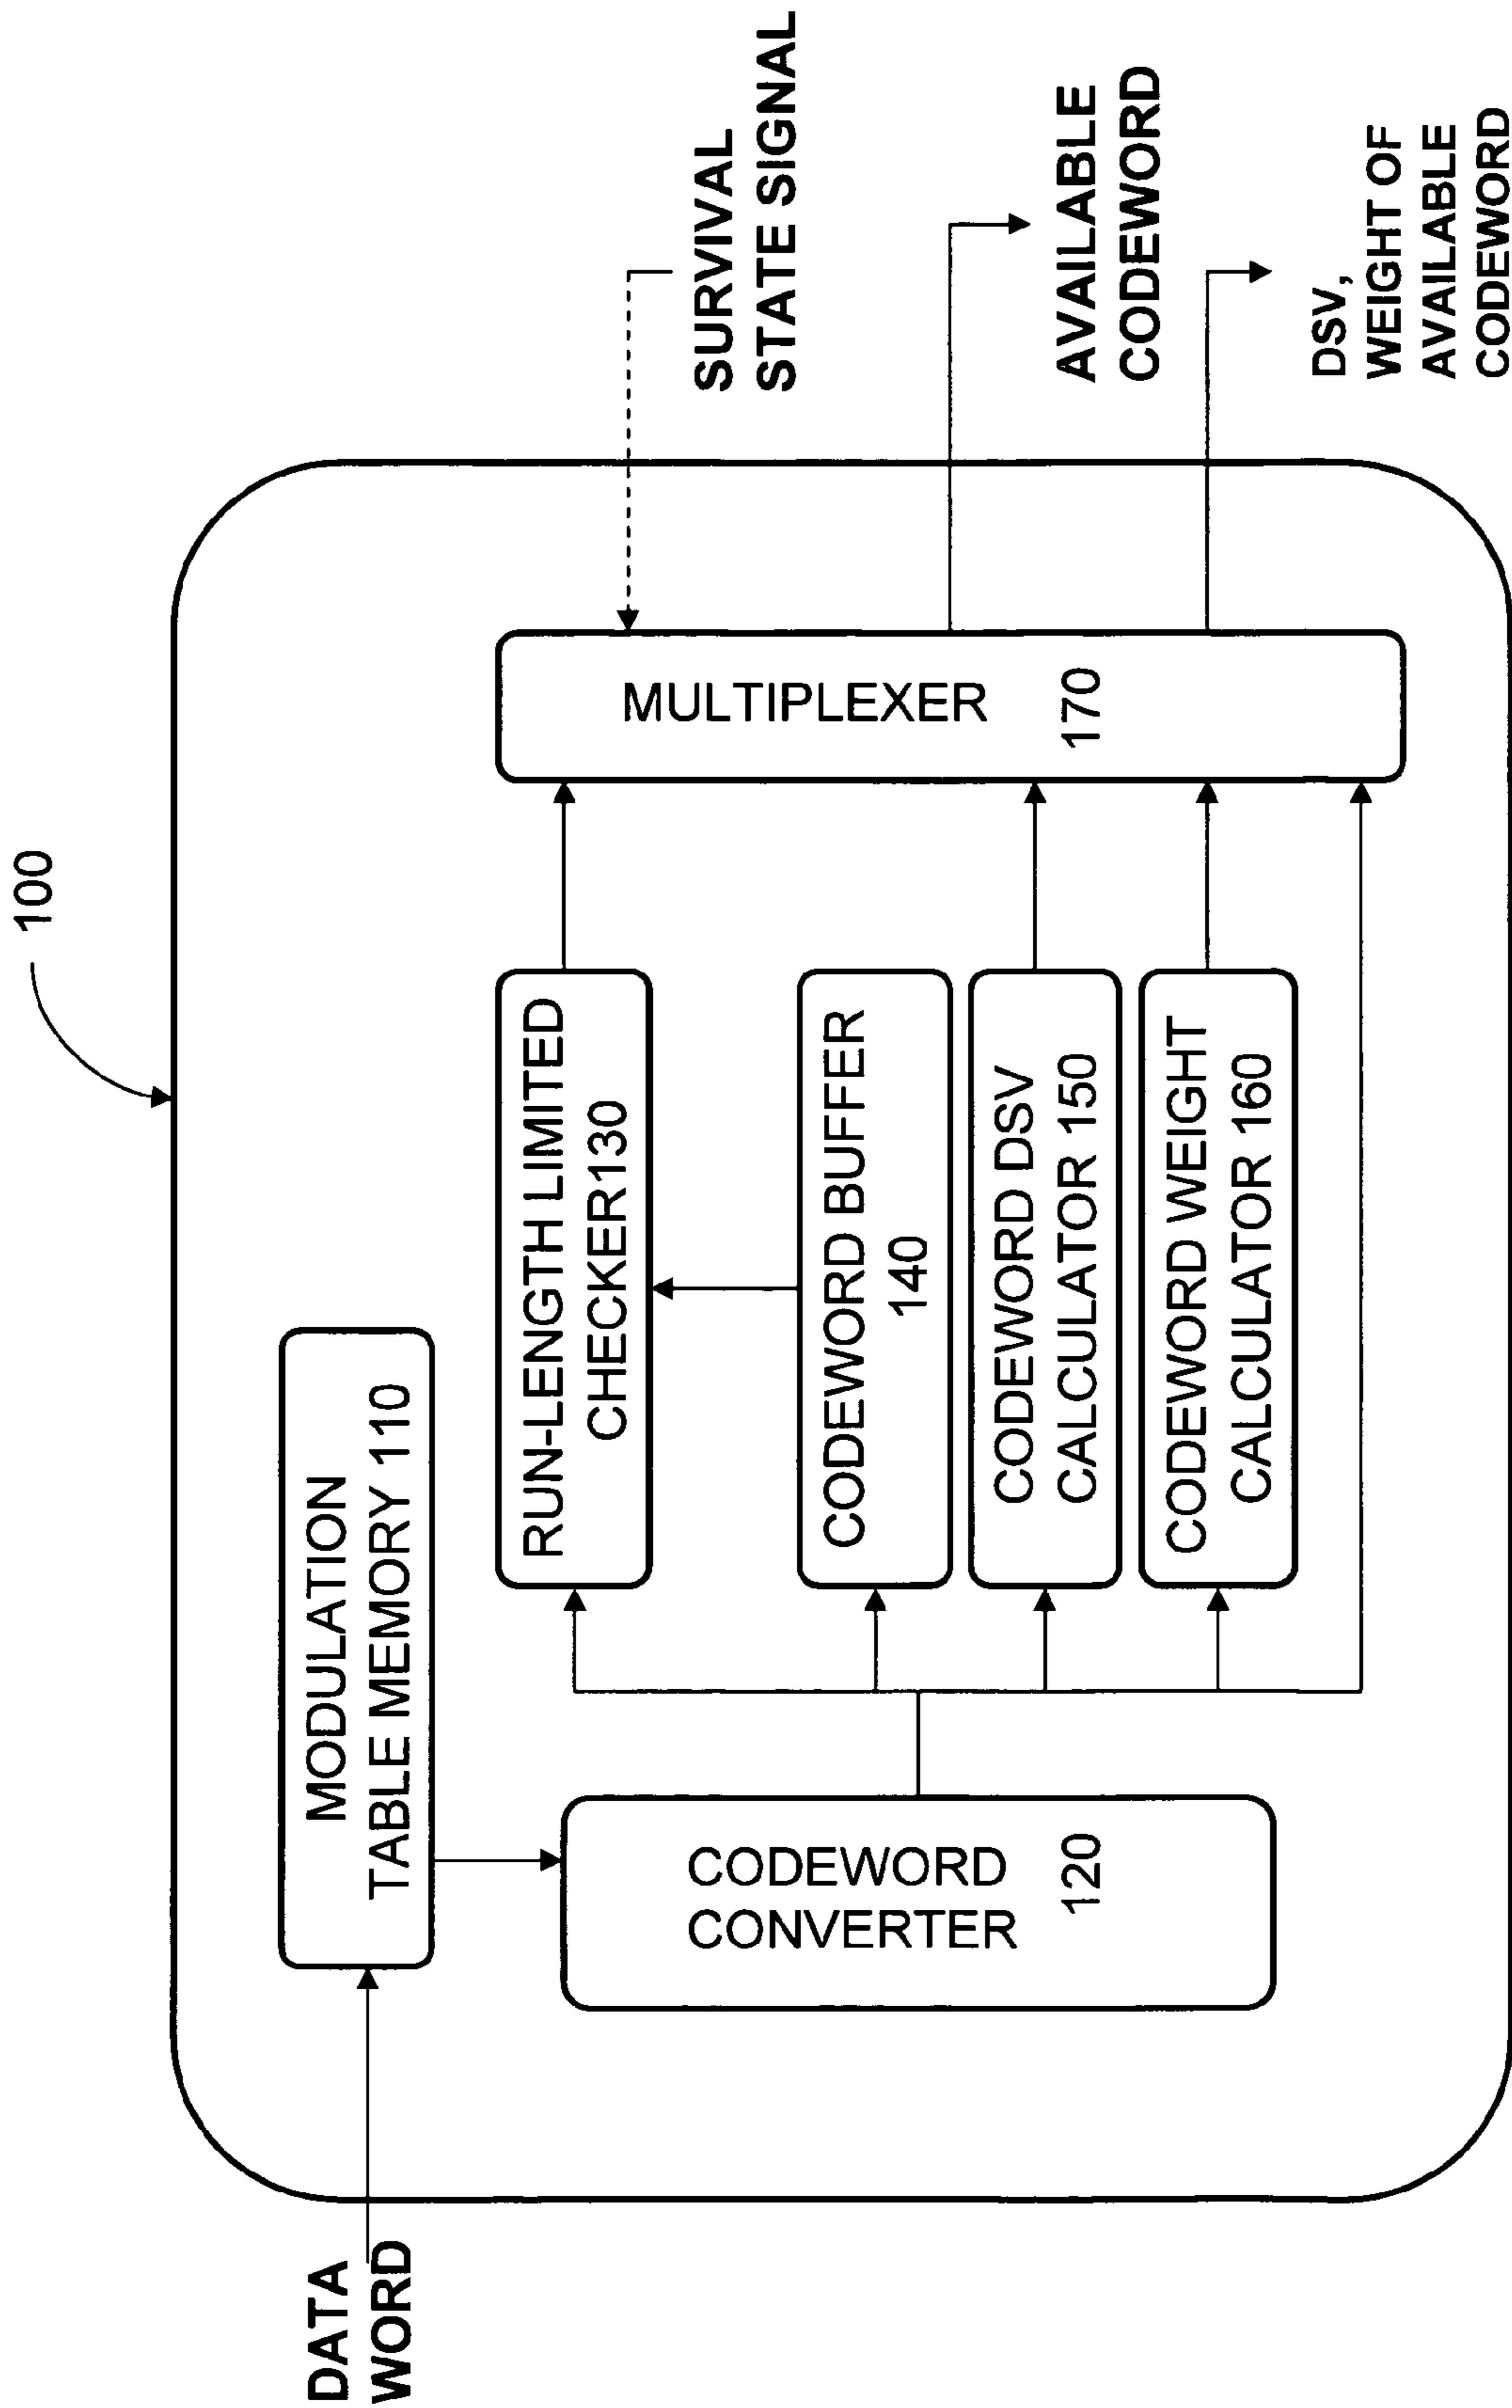 100
DATA
WORD
MODULATION
TABLE MEMORY 110
CODEWORD
CONVERTER
120
RUN-LENGTH LIMITED
CHECKER130
CODEWORD BUFFER
140
CODEWORD DSV
CALCULATOR 150
CODEWORD WEIGHT
CALCULATOR 160
MULTIPLEXER
170
SURVIVAL
STATE SIGNAL
AVAILABLE
CODEWORD
DSV,
WEIGHT OF
AVAILABLE
CODEWORD